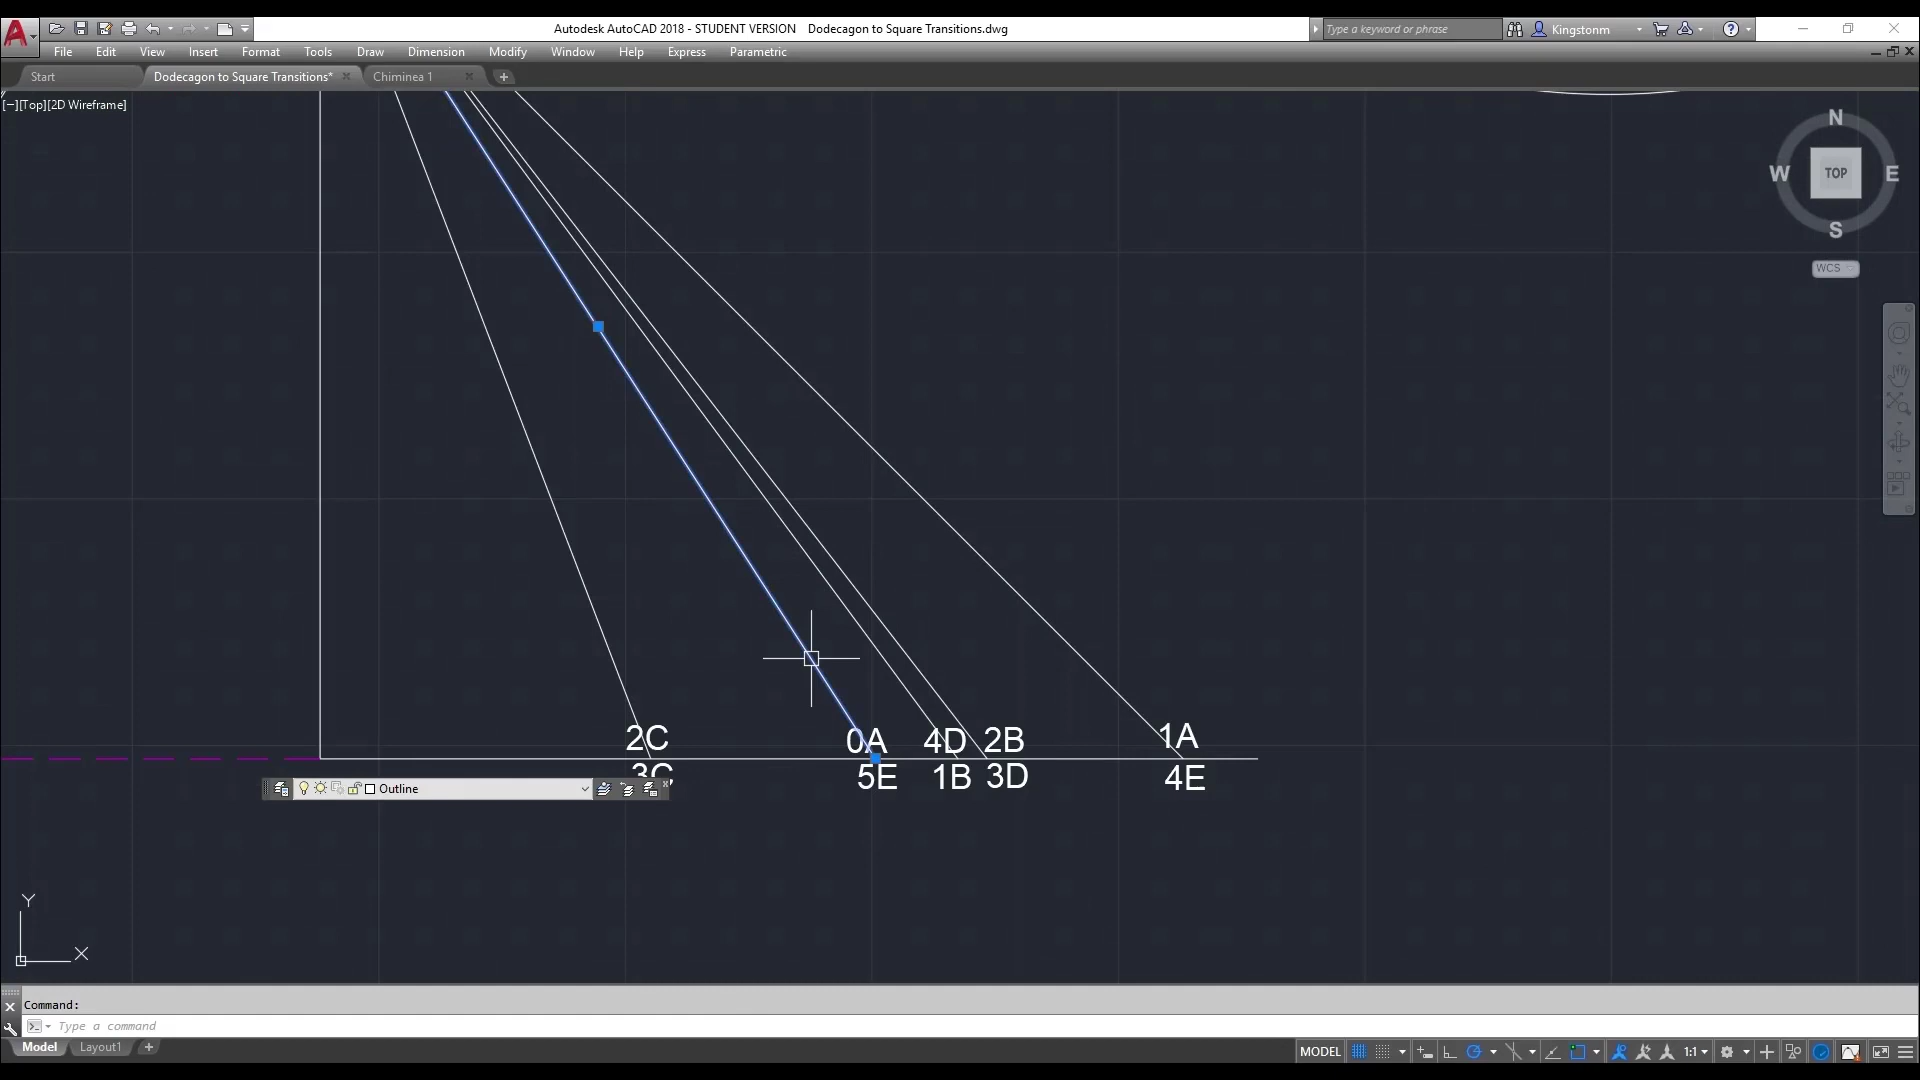 Autodesk AutoCAD 2018 - STUDENT VERSION Dodecagon to Square Transitions.dwg
Type a keyword or phrase
Kingstonm
File Edit View Insert Format Tools Draw Dimension Modify Window Help Express Parametric
Start Dodecagon to Square Transitions* Chiminea 1
[−][Top][2D Wireframe]
N
W TOP E
S
WCS
2C 0A 4D 2B 1A
3C 5E 1B 3D 4E
Outline
Y
X
Command:
Type a command
Model Layout1 MODEL 1:1